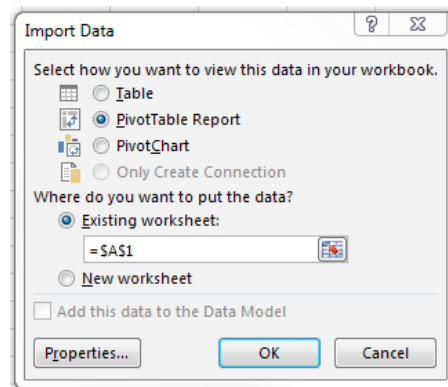 Import Data
Select how you want to view this data in your workbook.
Table
PivotTable Report
PivotChart
Only Create Connection
Where do you want to put the data?
Existing worksheet:
=$A$1
New worksheet
Add this data to the Data Model
Properties... OK Cancel